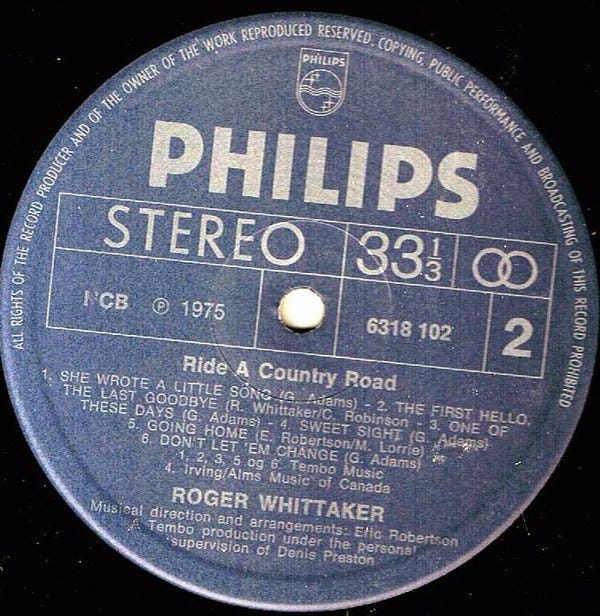 ALL RIGHTS OF THE RECORD PRODUCER AND OF THE OWNER OF THE WORK REPRODUCED RESERVED. COPYING, PUBLIC PERFORMANCE AND BROADCASTING OF THIS RECORD PROHIBITED
PHILIPS
PHILIPS
STEREO 33 1/3
NCB ℗ 1975 6318 102 2
Ride A Country Road
1. SHE WROTE A LITTLE SONG (G. Adams) - 2. THE FIRST HELLO,
THE LAST GOODBYE (R. Whittaker/C. Robinson - 3. ONE OF
THESE DAYS (G. Adams) - 4. SWEET SIGHT (G. Adams)
5. GOING HOME (E. Robertson/M. Lorrie)
6. DON'T LET 'EM CHANGE (G. Adams)
1, 2, 3, 5 og 6 Tembo Music
4. Irving/Alms Music of Canada
ROGER WHITTAKER
Musical direction and arrangements: Eric Robertson
A Tembo production under the personal
supervision of Denis Preston